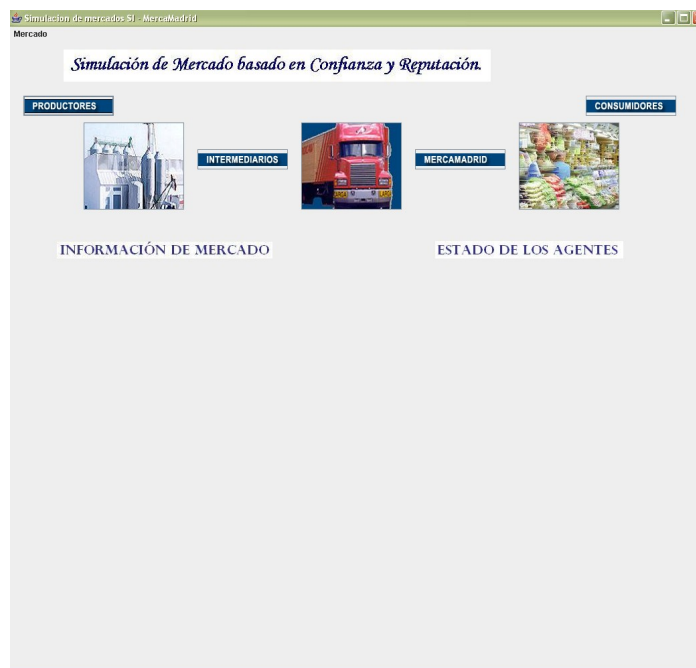 Simulacion de mercados SI - MercaMadrid
Mercado
Simulación de Mercado basado en Confianza y Reputación.
PRODUCTORES
CONSUMIDORES
INTERMEDIARIOS
MERCAMADRID
INFORMACIÓN DE MERCADO
ESTADO DE LOS AGENTES